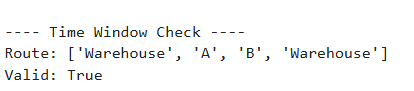 ---- Time Window Check ----
Route: ['Warehouse', 'A', 'B', 'Warehouse']
Valid: True